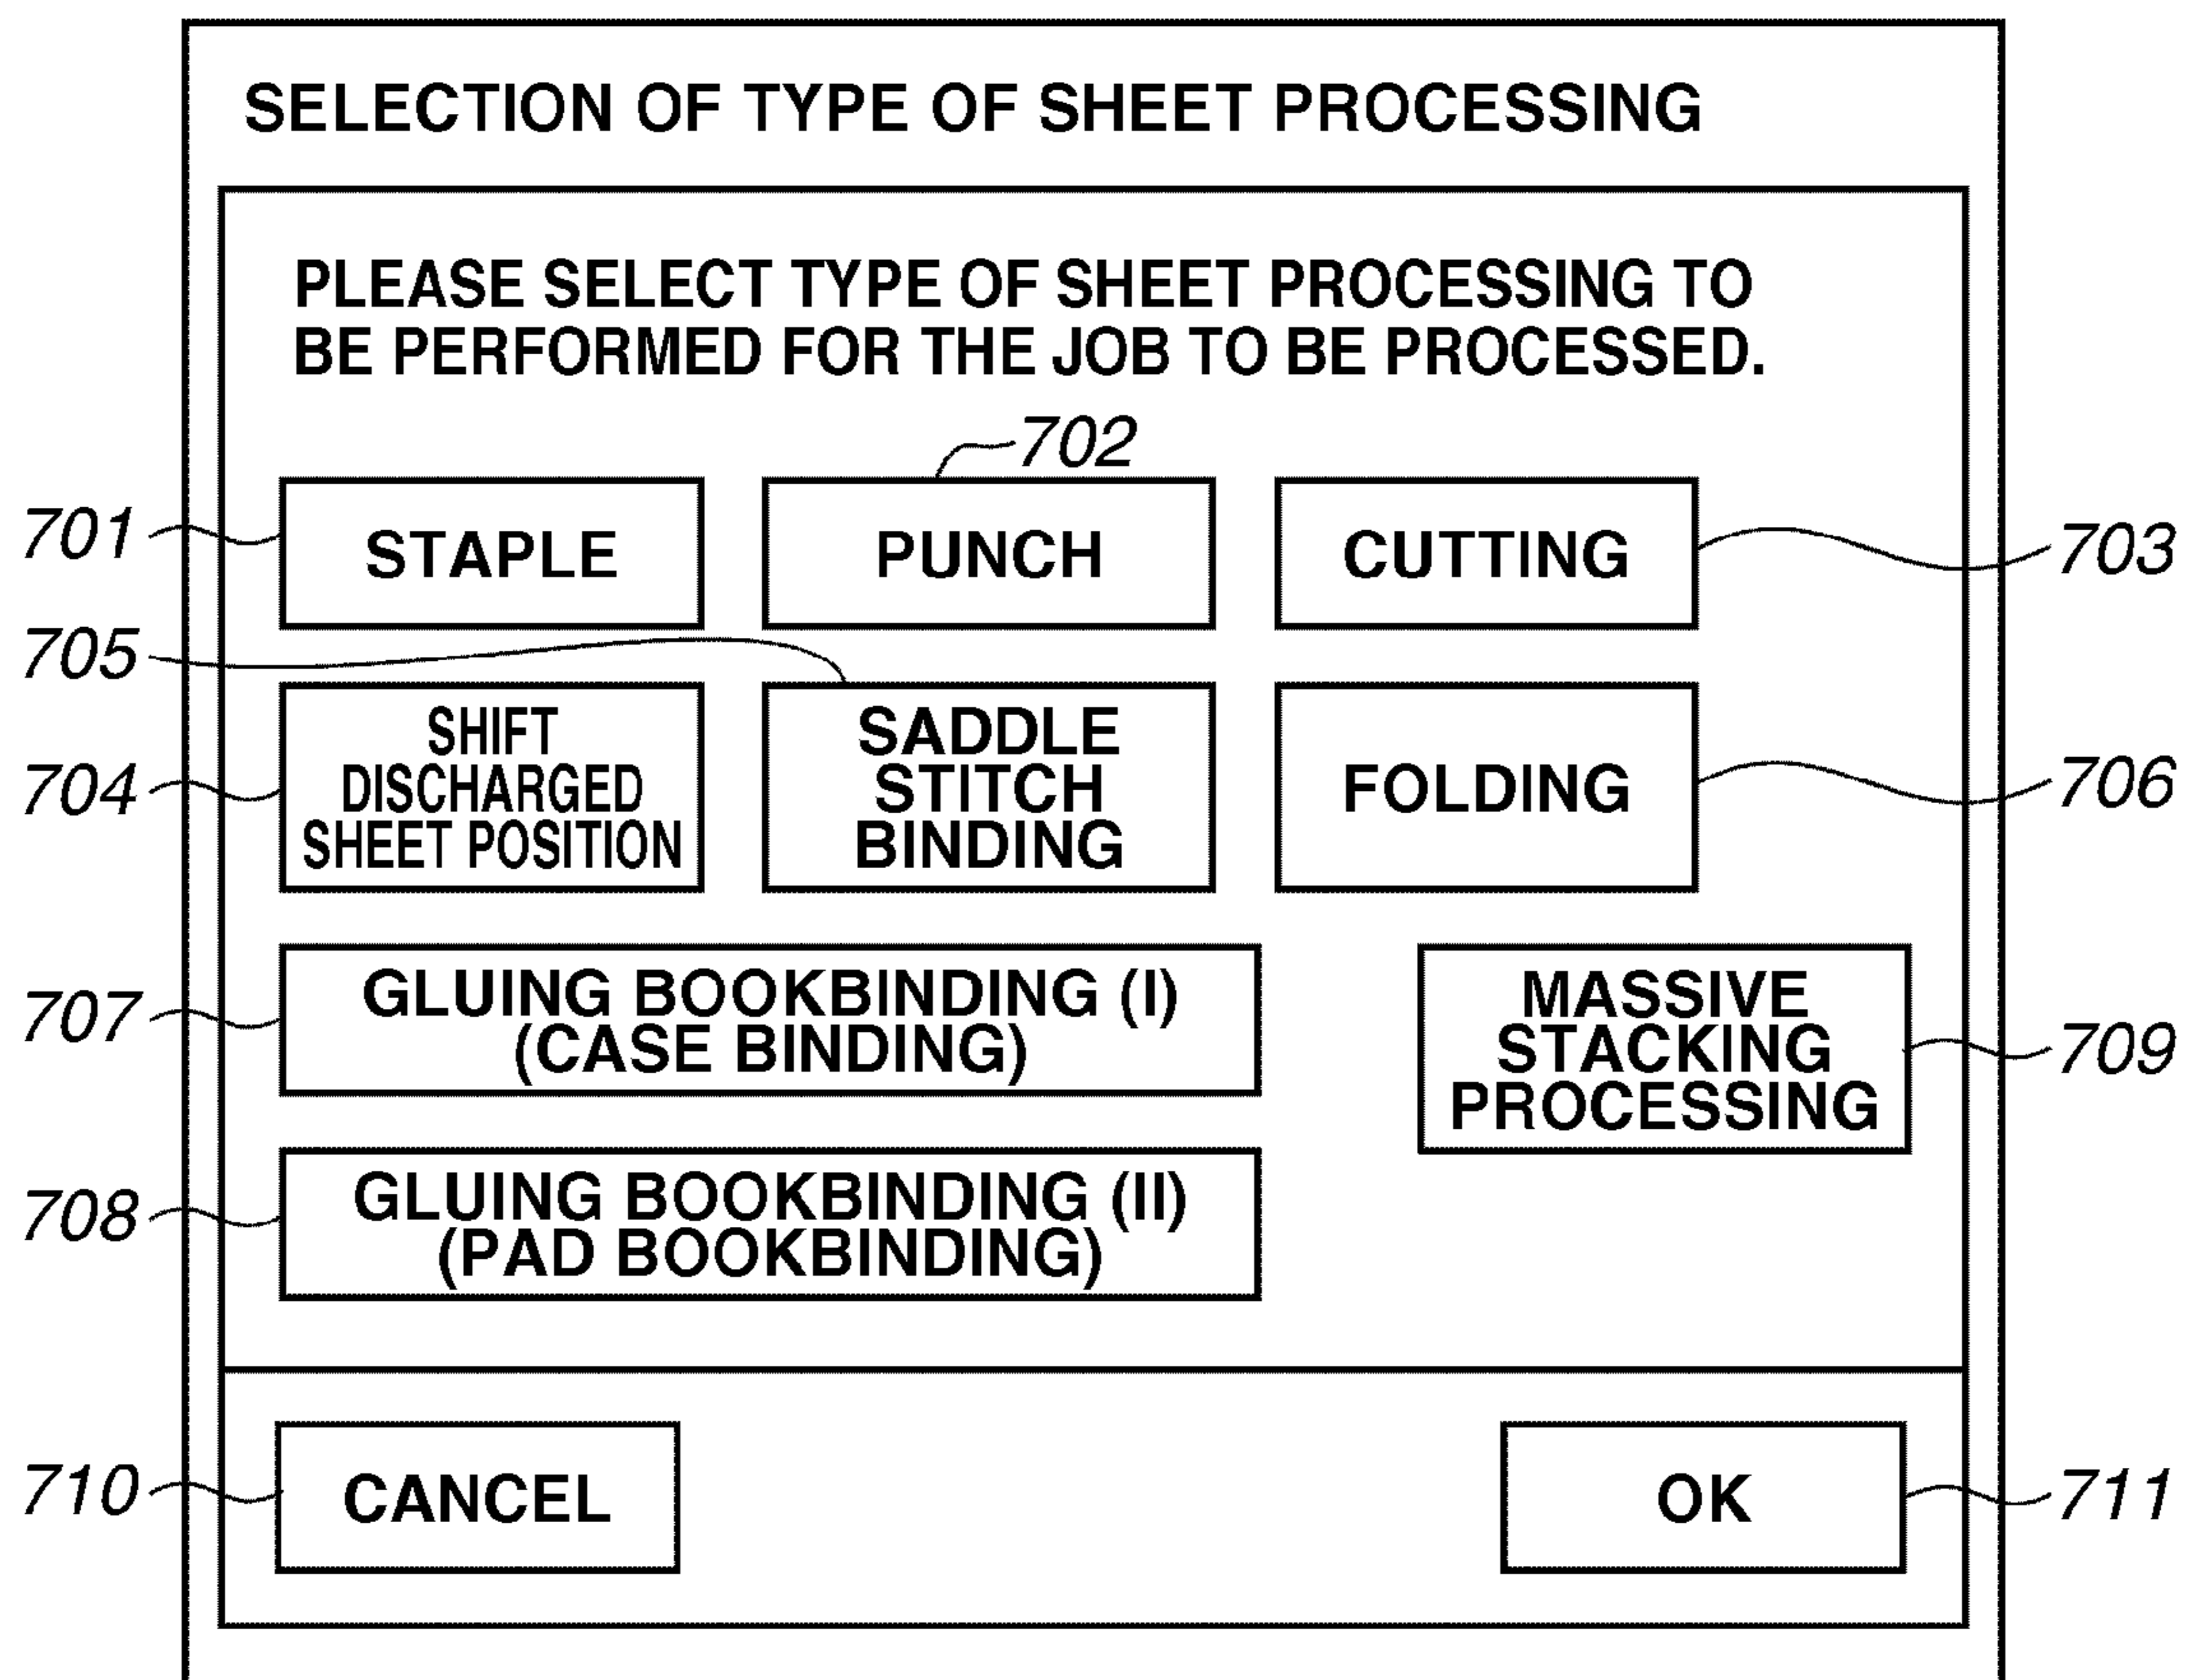 SELECTION OF TYPE OF SHEET PROCESSING
PLEASE SELECT TYPE OF SHEET PROCESSING TO
BE PERFORMED FOR THE JOB TO BE PROCESSED.
702
701
STAPLE
PUNCH
CUTTING
703
705
704
SHIFT
DISCHARGED
SHEET POSITION
SADDLE
STITCH
BINDING
FOLDING
706
707
GLUING BOOKBINDING (I)
(CASE BINDING)
MASSIVE
STACKING
PROCESSING
709
708
GLUING BOOKBINDING (II)
(PAD BOOKBINDING)
710
CANCEL
OK
711